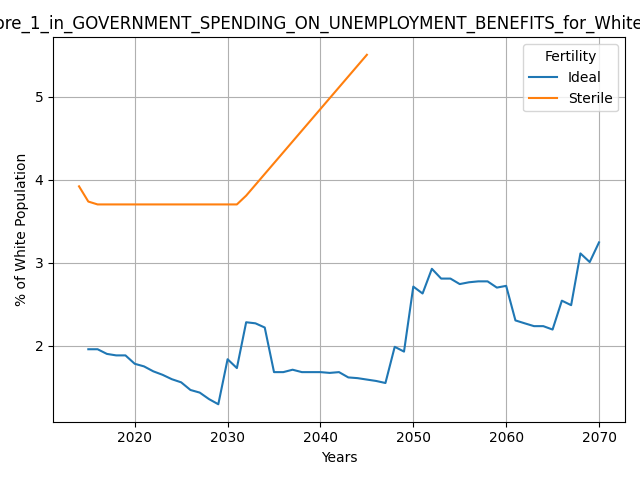 ore_1_in_GOVERNMENT_SPENDING_ON_UNEMPLOYMENT_BENEFITS_for_White
Fertility
Ideal
Sterile
% of White Population
5
4
3
2
2020 2030 2040 2050 2060 2070
Years